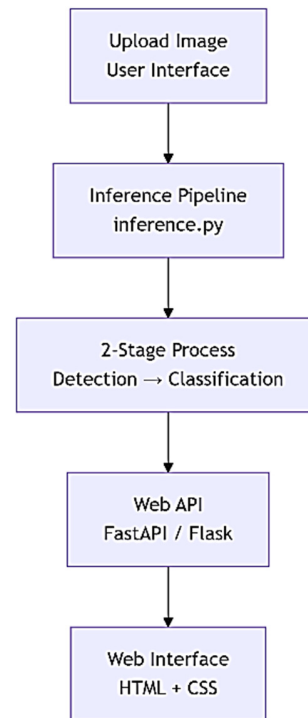 Upload Image
User Interface
Inference Pipeline
inference.py
2-Stage Process
Detection → Classification
Web API
FastAPI / Flask
Web Interface
HTML + CSS